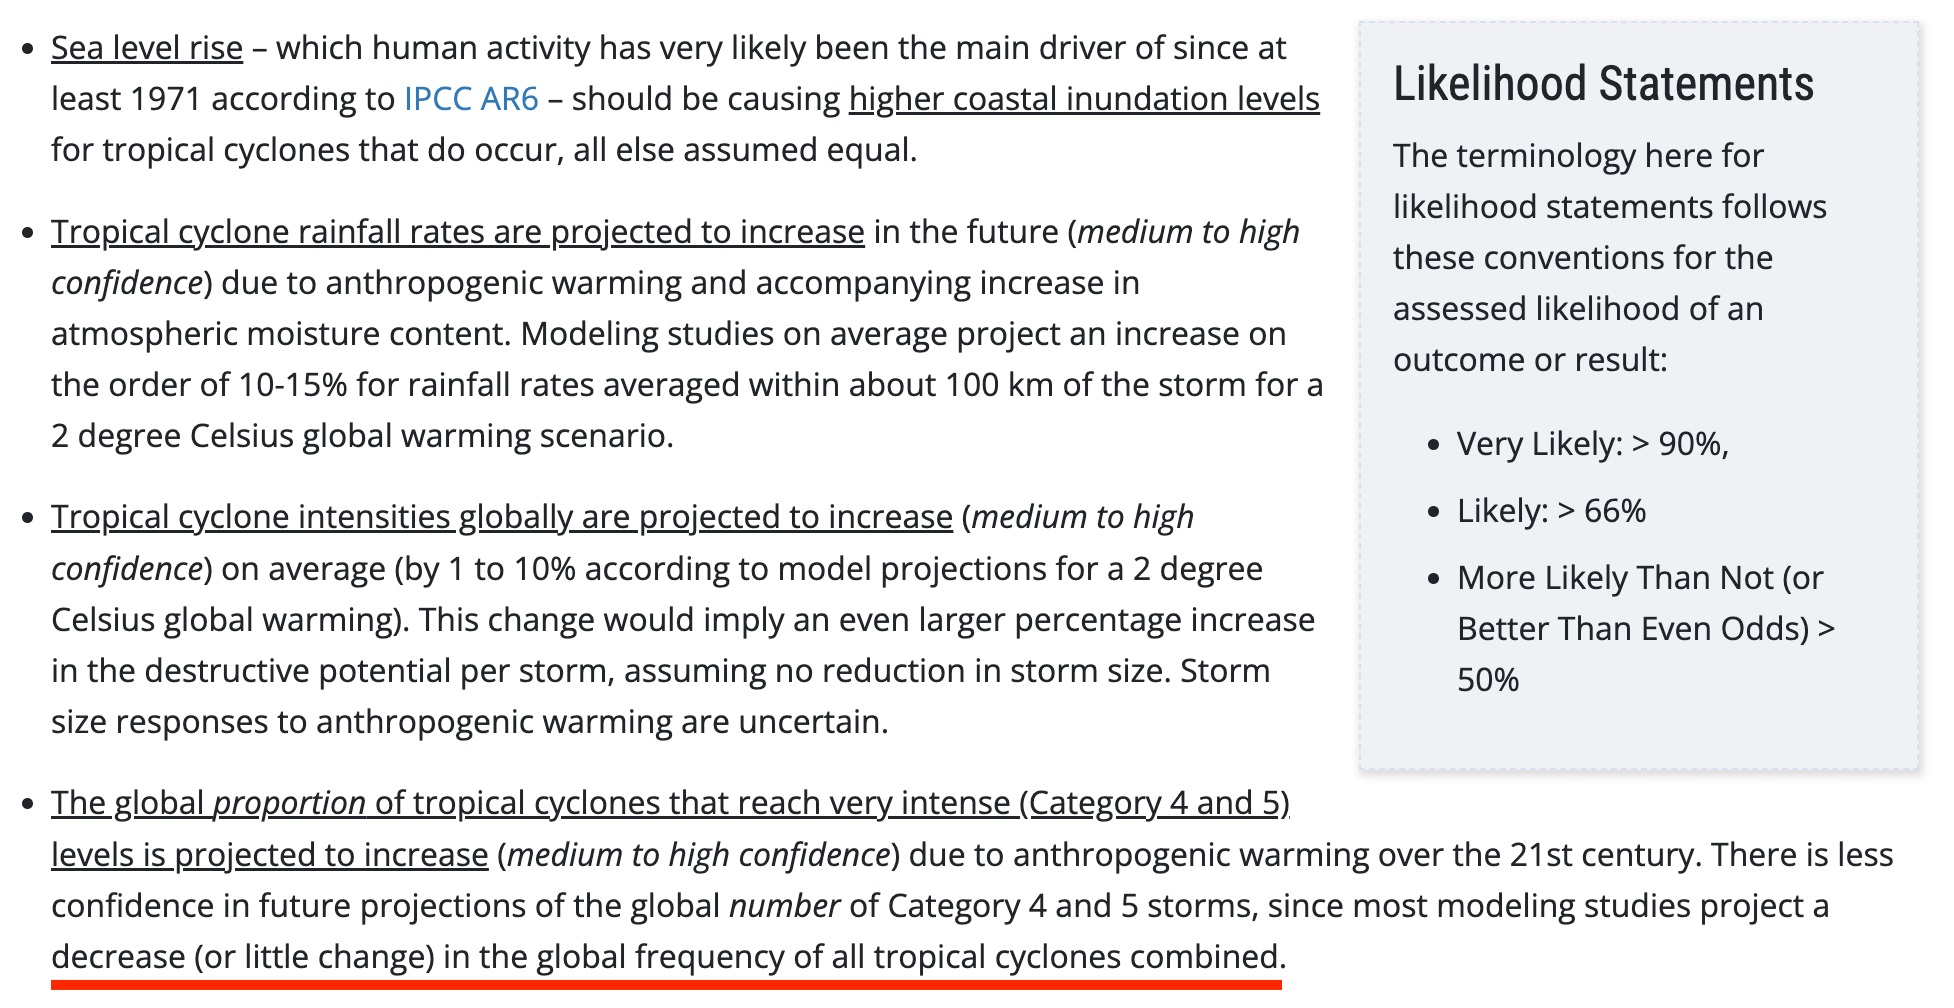 Sea level rise – which human activity has very likely been the main driver of since at
least 1971 according to IPCC AR6 – should be causing higher coastal inundation levels
for tropical cyclones that do occur, all else assumed equal.
Tropical cyclone rainfall rates are projected to increase in the future (medium to high
confidence) due to anthropogenic warming and accompanying increase in
atmospheric moisture content. Modeling studies on average project an increase on
the order of 10-15% for rainfall rates averaged within about 100 km of the storm for a
2 degree Celsius global warming scenario.
Tropical cyclone intensities globally are projected to increase (medium to high
confidence) on average (by 1 to 10% according to model projections for a 2 degree
Celsius global warming). This change would imply an even larger percentage increase
in the destructive potential per storm, assuming no reduction in storm size. Storm
size responses to anthropogenic warming are uncertain.
The global proportion of tropical cyclones that reach very intense (Category 4 and 5)
levels is projected to increase (medium to high confidence) due to anthropogenic warming over the 21st century. There is less
confidence in future projections of the global number of Category 4 and 5 storms, since most modeling studies project a
decrease (or little change) in the global frequency of all tropical cyclones combined.
Likelihood Statements
The terminology here for
likelihood statements follows
these conventions for the
assessed likelihood of an
outcome or result:
Very Likely: > 90%,
Likely: > 66%
More Likely Than Not (or
Better Than Even Odds) >
50%